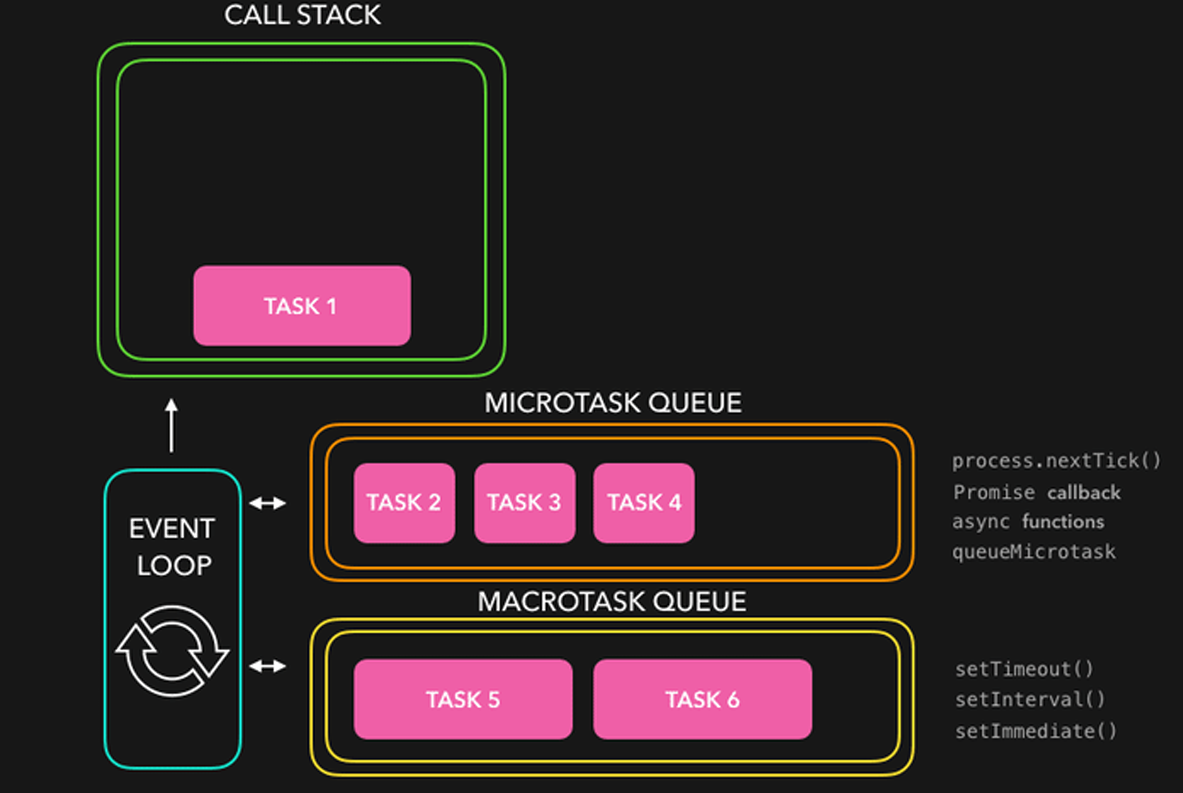 CALL STACK
TASK 1
MICROTASK QUEUE
TASK 2
TASK 3
TASK 4
process.nextTick()
Promise callback
async functions
queueMicrotask
EVENT
LOOP
MACROTASK QUEUE
TASK 5
TASK 6
setTimeout()
setInterval()
setImmediate()